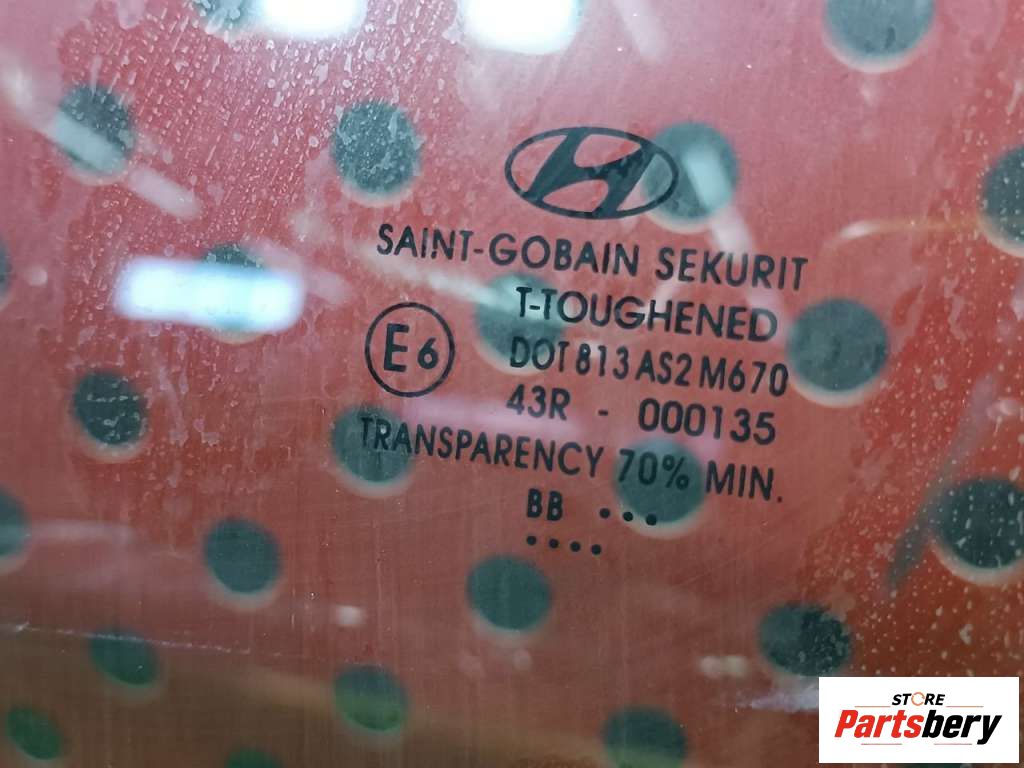 SAINT-GOBAIN SEKURIT
T-TOUGHENED
E6
DOT 813 AS2 M670
43R - 000135
TRANSPARENCY 70% MIN.
BB ...
....
STORE
Partsbery